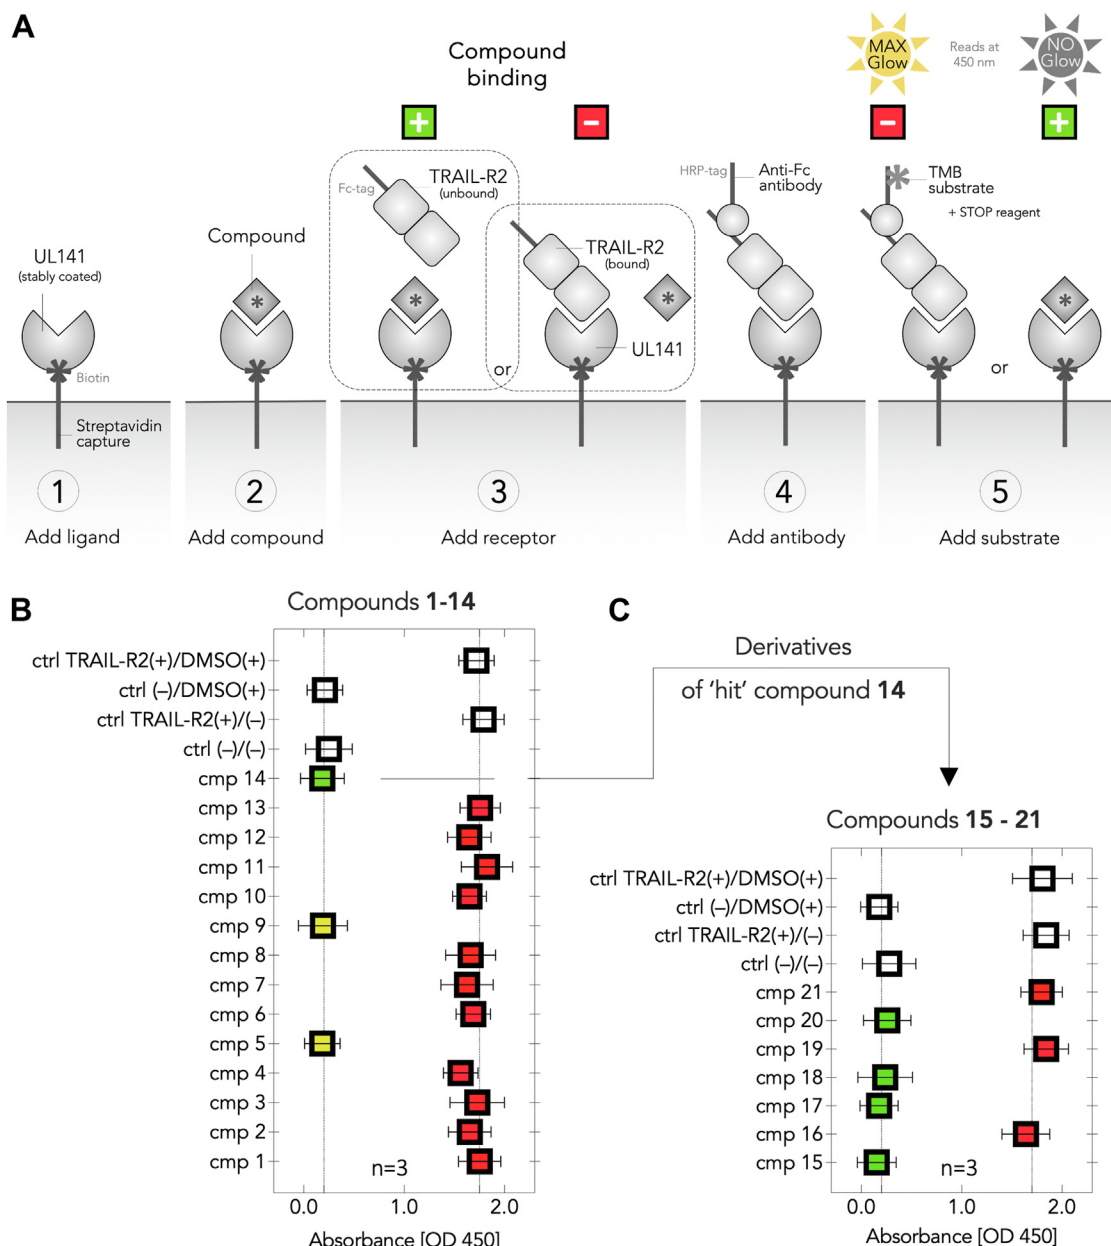 A
Compound
binding
MAX
Glow
Reads at
450 nm
NO
Glow
+
−
−
+
UL141
(stably coated)
Biotin
Streptavidin
capture
Compound
*
Fc-tag
TRAIL-R2
(unbound)
*
or
TRAIL-R2
(bound)
*
UL141
HRP-tag
Anti-Fc
antibody
TMB
substrate
+ STOP reagent
or
*
1
2
3
4
5
Add ligand
Add compound
Add receptor
Add antibody
Add substrate
B
Compounds 1-14
ctrl TRAIL-R2(+)/DMSO(+)
ctrl (–)/DMSO(+)
ctrl TRAIL-R2(+)/(–)
ctrl (–)/(–)
cmp 14
cmp 13
cmp 12
cmp 11
cmp 10
cmp 9
cmp 8
cmp 7
cmp 6
cmp 5
cmp 4
cmp 3
cmp 2
cmp 1
n=3
0.0 1.0 2.0
Absorbance [OD 450]
C
Derivatives
of ‘hit’ compound 14
Compounds 15 - 21
ctrl TRAIL-R2(+)/DMSO(+)
ctrl (–)/DMSO(+)
ctrl TRAIL-R2(+)/(–)
ctrl (–)/(–)
cmp 21
cmp 20
cmp 19
cmp 18
cmp 17
cmp 16
cmp 15
n=3
0.0 1.0 2.0
Absorbance [OD 450]